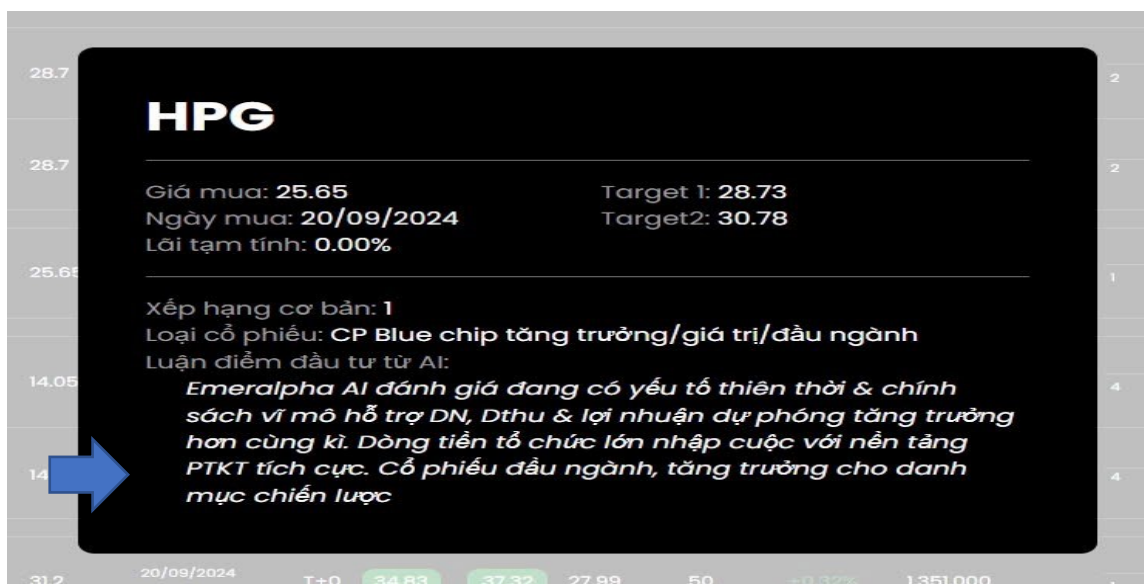 28.7
2
HPG
28.7
2
Giá mua: 25.65
Target 1: 28.73
Ngày mua: 20/09/2024
Target2: 30.78
Lãi tạm tính: 0.00%
25.65
1
Xếp hạng cơ bản: 1
Loại cổ phiếu: CP Blue chip tăng trưởng/giá trị/đầu ngành
Luận điểm đầu tư từ AI:
14.05
4
Emeralpha AI đánh giá đang có yếu tố thiên thời & chính
sách vĩ mô hỗ trợ DN, Dthu & lợi nhuận dự phóng tăng trưởng
hơn cùng kì. Dòng tiền tổ chức lớn nhập cuộc với nền tảng
PTKT tích cực. Cổ phiếu đầu ngành, tăng trưởng cho danh
mục chiến lược
4
31.2 20/09/2024 T+0 34.83 37.32 27.99 50 +0.32% 1351000